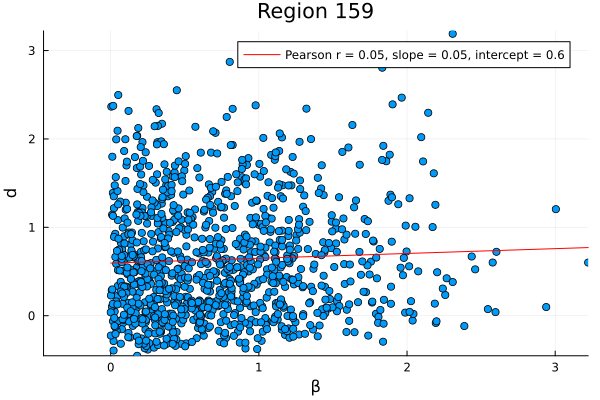 Region 159
Pearson r = 0.05, slope = 0.05, intercept = 0.6
3
2
1
0
d
0 1 2 3
β